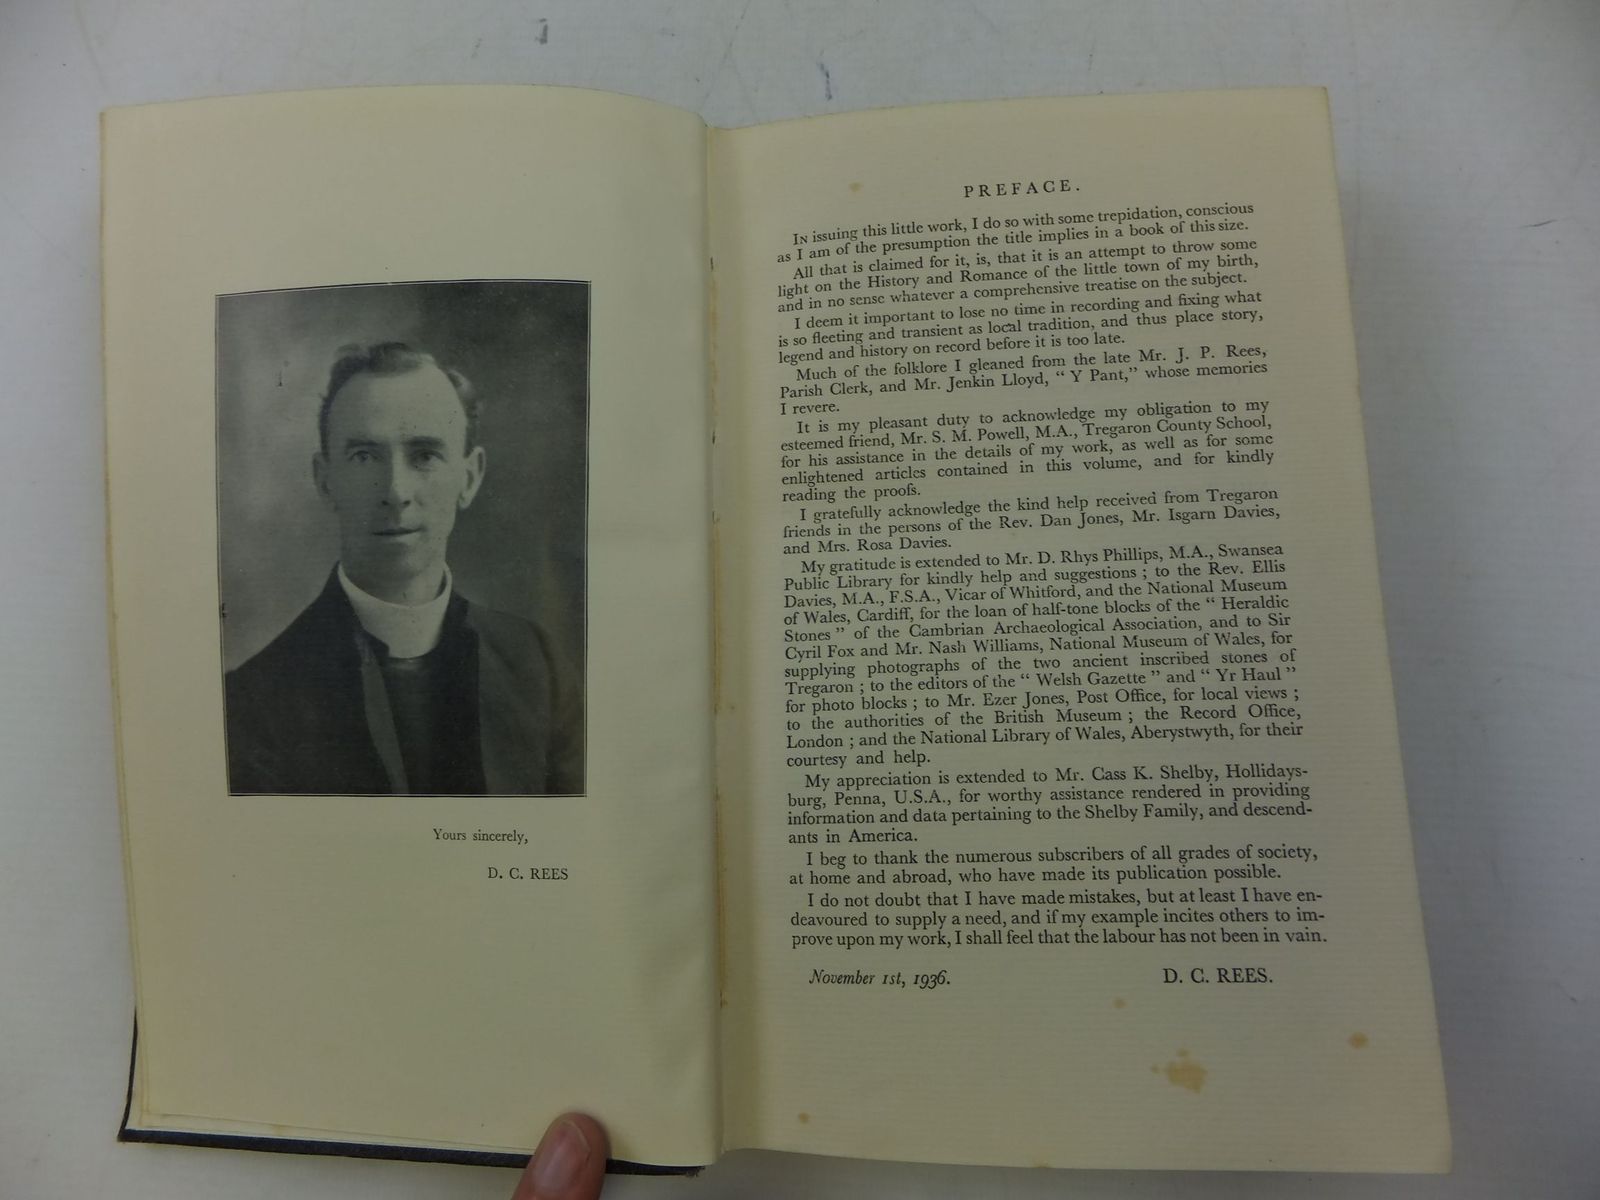 Yours sincerely,
D. C. REES
PREFACE.
IN issuing this little work, I do so with some trepidation, conscious
as I am of the presumption the title implies in a book of this size.
All that is claimed for it, is, that it is an attempt to throw some
light on the History and Romance of the little town of my birth,
and in no sense whatever a comprehensive treatise on the subject.
I deem it important to lose no time in recording and fixing what
is so fleeting and transient as local tradition, and thus place story,
legend and history on record before it is too late.
Much of the folklore I gleaned from the late Mr. J. P. Rees,
Parish Clerk, and Mr. Jenkin Lloyd, “ Y Pant,” whose memories
I revere.
It is my pleasant duty to acknowledge my obligation to my
esteemed friend, Mr. S. M. Powell, M.A., Tregaron County School,
for his assistance in the details of my work, as well as for some
enlightened articles contained in this volume, and for kindly
reading the proofs.
I gratefully acknowledge the kind help received from Tregaron
friends in the persons of the Rev. Dan Jones, Mr. Isgarn Davies,
and Mrs. Rosa Davies.
My gratitude is extended to Mr. D. Rhys Phillips, M.A., Swansea
Public Library for kindly help and suggestions ; to the Rev. Ellis
Davies, M.A., F.S.A., Vicar of Whitford, and the National Museum
of Wales, Cardiff, for the loan of half-tone blocks of the “ Heraldic
Stones ” of the Cambrian Archaeological Association, and to Sir
Cyril Fox and Mr. Nash Williams, National Museum of Wales, for
supplying photographs of the two ancient inscribed stones of
Tregaron ; to the editors of the “ Welsh Gazette ” and “ Yr Haul ”
for photo blocks ; to Mr. Ezer Jones, Post Office, for local views ;
to the authorities of the British Museum ; the Record Office,
London ; and the National Library of Wales, Aberystwyth, for their
courtesy and help.
My appreciation is extended to Mr. Cass K. Shelby, Hollidays-
burg, Penna, U.S.A., for worthy assistance rendered in providing
information and data pertaining to the Shelby Family, and descend-
ants in America.
I beg to thank the numerous subscribers of all grades of society,
at home and abroad, who have made its publication possible.
I do not doubt that I have made mistakes, but at least I have en-
deavoured to supply a need, and if my example incites others to im-
prove upon my work, I shall feel that the labour has not been in vain.
November 1st, 1936. D. C. REES.